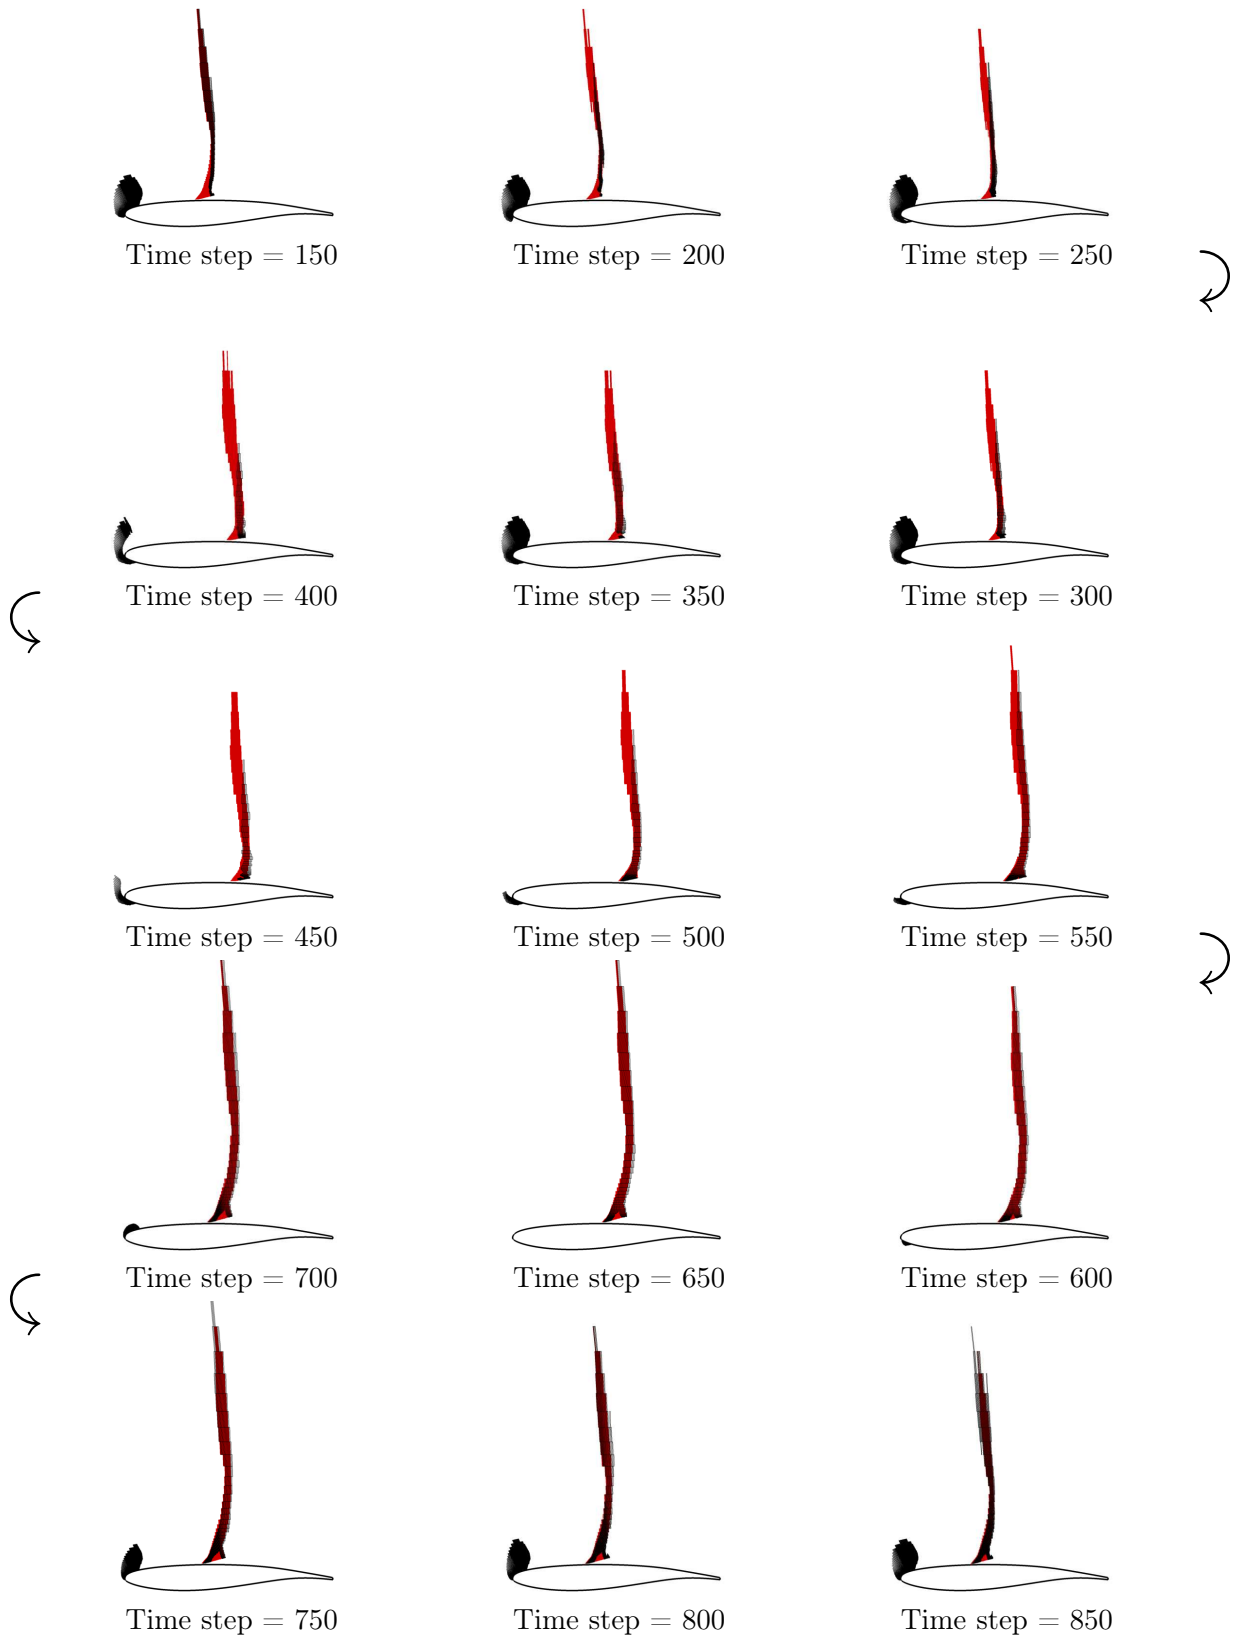 Time step = 150
Time step = 200
Time step = 250
Time step = 400
Time step = 350
Time step = 300
Time step = 450
Time step = 500
Time step = 550
Time step = 700
Time step = 650
Time step = 600
Time step = 750
Time step = 800
Time step = 850